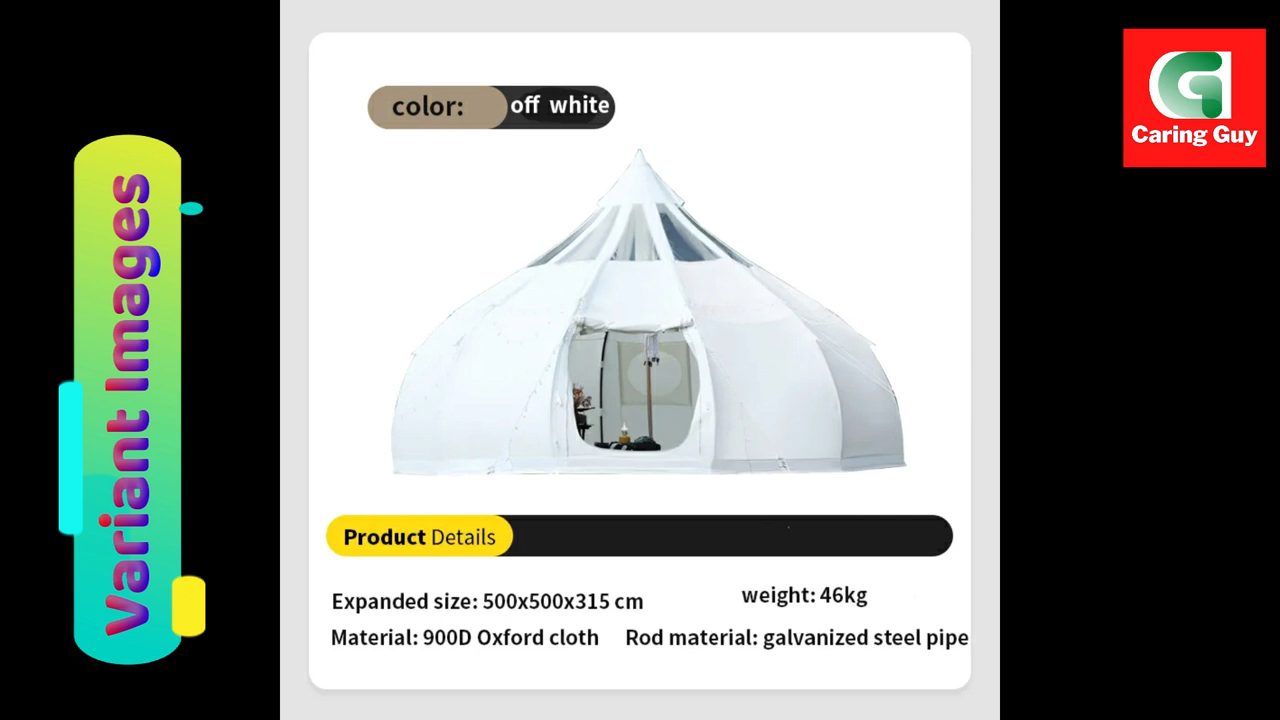 Variant Images
color: off white
Caring Guy
Product Details
Expanded size: 500x500x315 cm
weight: 46kg
Material: 900D Oxford cloth
Rod material: galvanized steel pipe